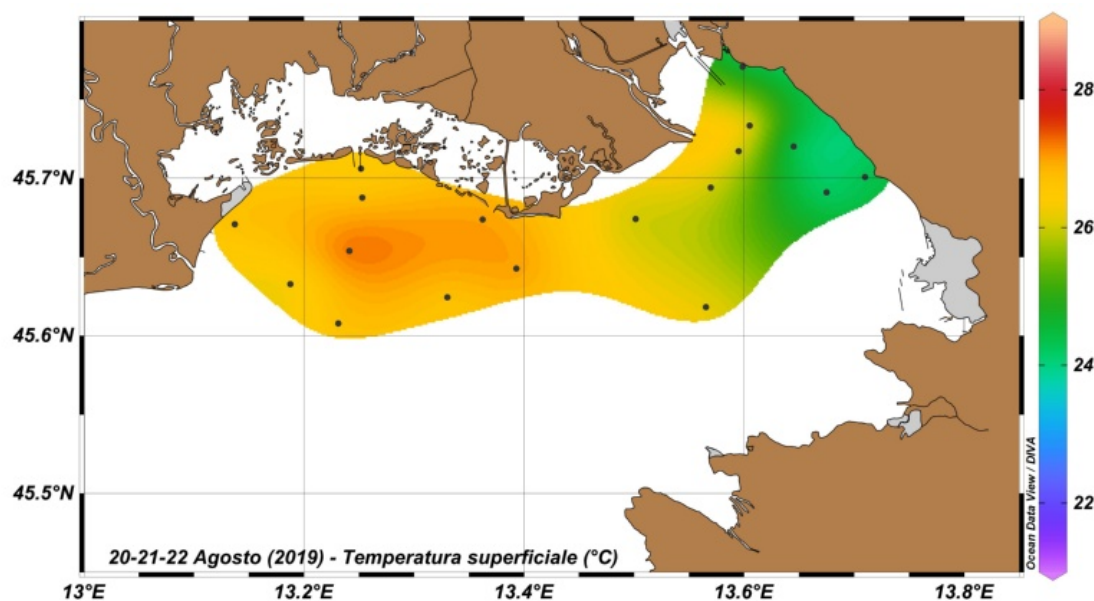 45.7°N
45.6°N
45.5°N
20-21-22 Agosto (2019) - Temperatura superficiale (°C)
13°E
13.2°E
13.4°E
13.6°E
13.8°E
28
26
24
22
Ocean Data View / DIVA